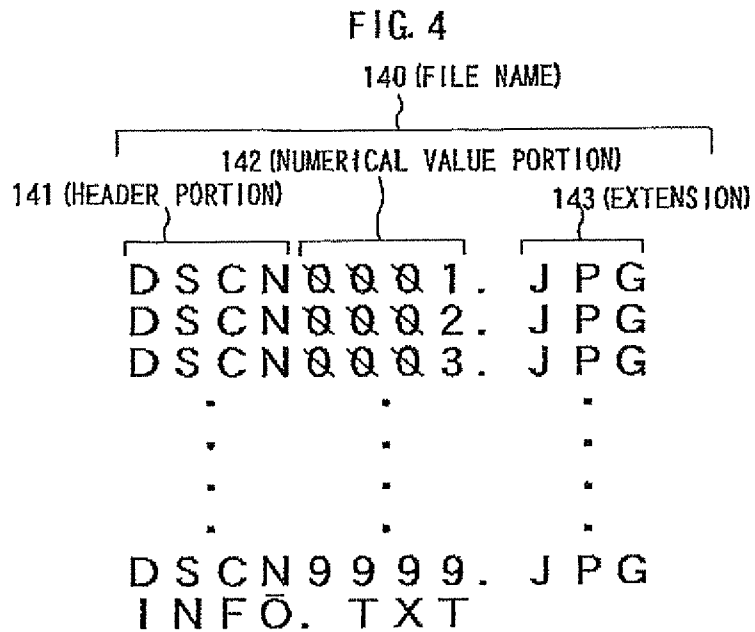 FIG. 4
140 (FILE NAME)
142 (NUMERICAL VALUE PORTION)
141 (HEADER PORTION)
143 (EXTENSION)
DSCN0001. JPG
DSCN0002. JPG
DSCN0003. JPG
DSCN9999. JPG
INFŌ. TXT